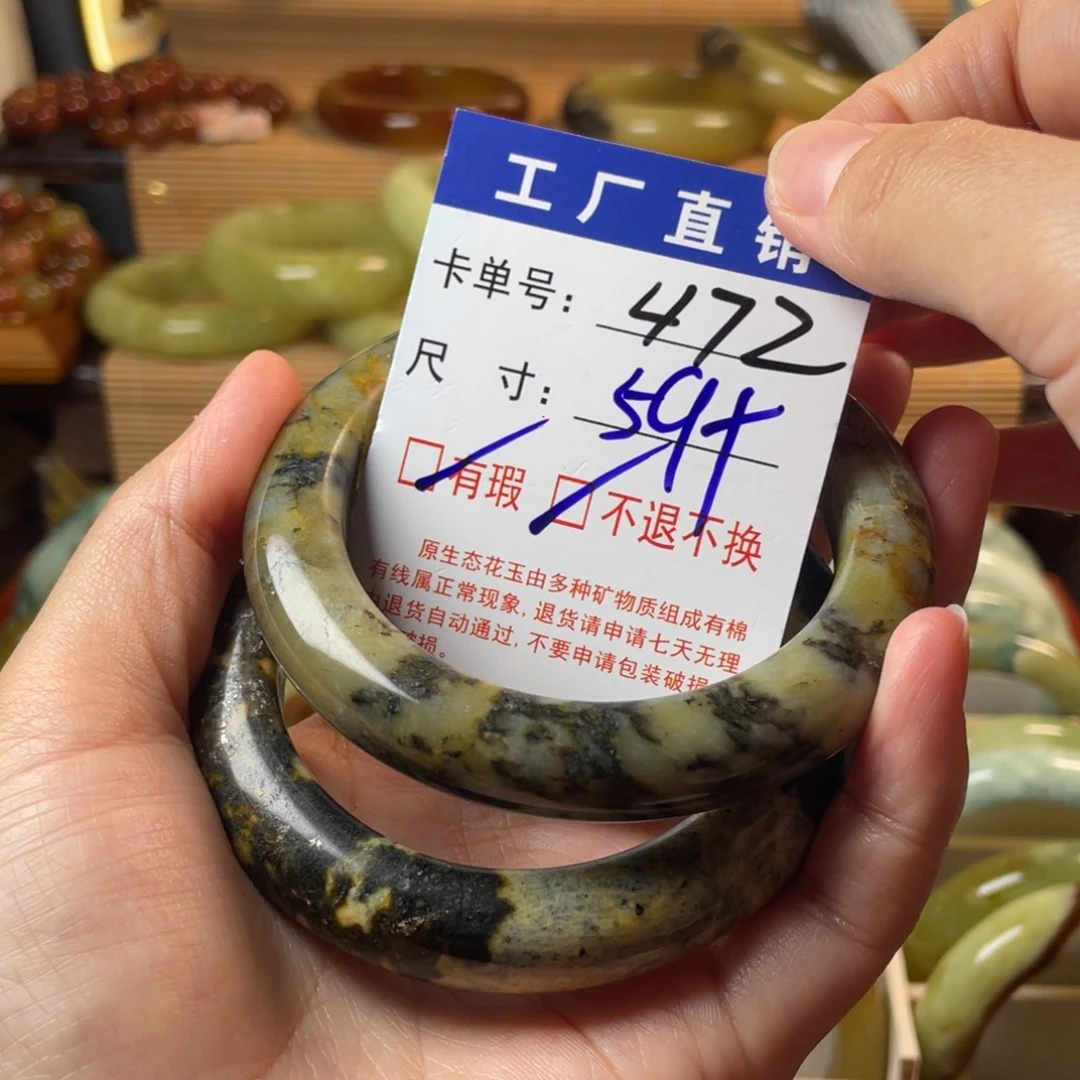 工厂直销
卡单号: 472
尺 寸: 59+
有瑕 不退不换
原生态花玉由多种矿物质组成有棉
有线属正常现象, 退货请申请七天无理
由退货自动通过, 不要申请包装破损
破损。